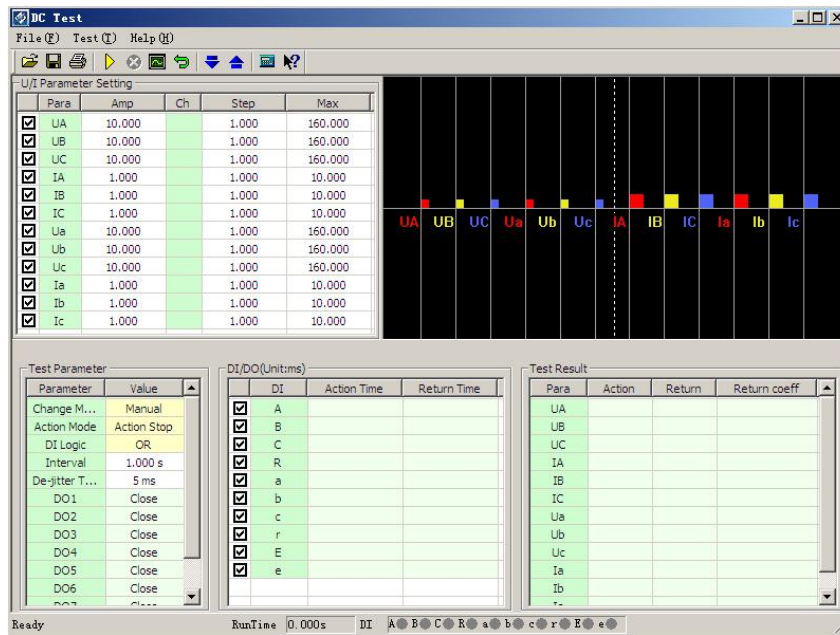 DC Test
File(F) Test(T) Help(H)
U/I Parameter Setting
Para Amp Ch Step Max
UA 10.000 1.000 160.000
UB 10.000 1.000 160.000
UC 10.000 1.000 160.000
IA 1.000 1.000 10.000
IB 1.000 1.000 10.000
IC 1.000 1.000 10.000
Ua 10.000 1.000 160.000
Ub 10.000 1.000 160.000
Uc 10.000 1.000 160.000
Ia 1.000 1.000 10.000
Ib 1.000 1.000 10.000
Ic 1.000 1.000 10.000
UA UB UC Ua Ub Uc IA IB IC Ia Ib Ic
Test Parameter
Parameter Value
Change M... Manual
Action Mode Action Stop
DI Logic OR
Interval 1.000 s
De-jitter T... 5 ms
DO1 Close
DO2 Close
DO3 Close
DO4 Close
DO5 Close
DO6 Close
DO7 Close
DI/DO(Unit:ms)
DI Action Time Return Time
A
B
C
R
a
b
c
r
E
e
Test Result
Para Action Return Return coeff
UA
UB
UC
IA
IB
IC
Ua
Ub
Uc
Ia
Ib
Ic
Ready RunTime 0.000s DI A B C R a b c r E e